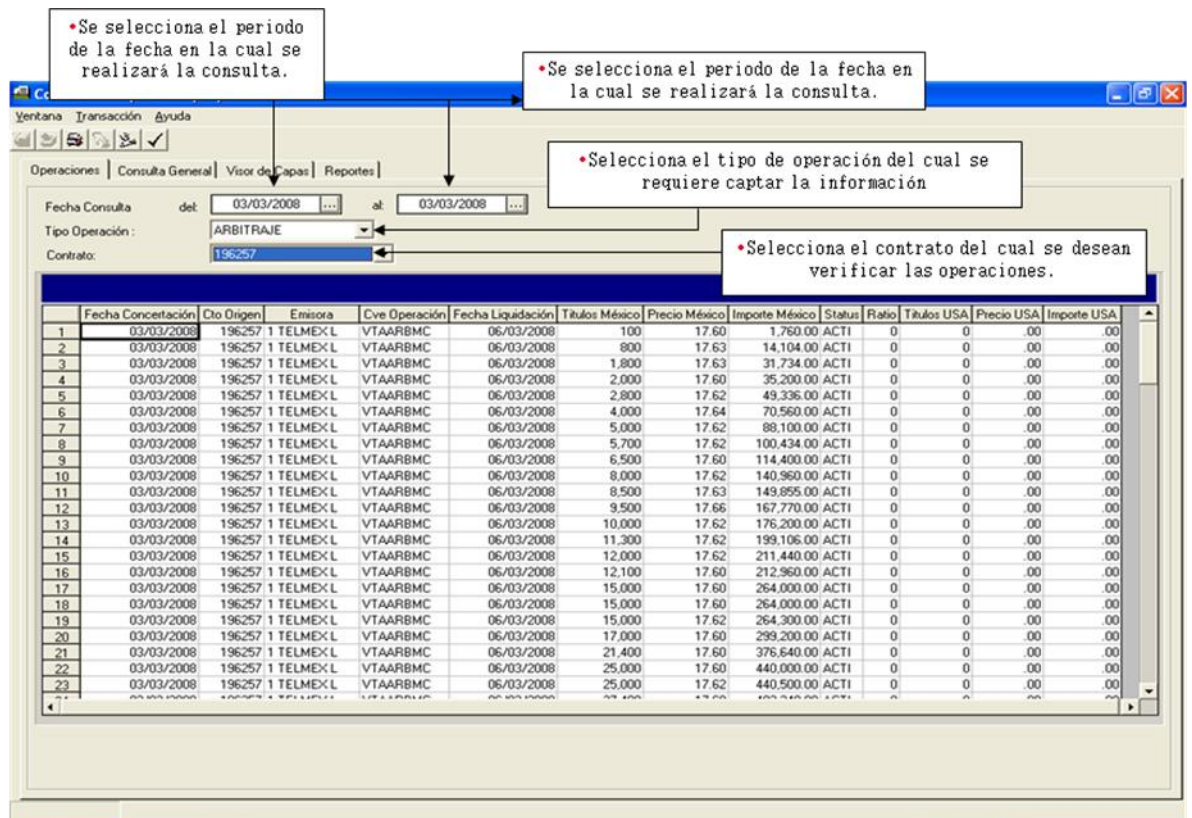 •Se selecciona el periodo
de la fecha en la cual se
realizará la consulta.
•Se selecciona el periodo de la fecha en
la cual se realizará la consulta.
Ventana Transacción Ayuda
•Selecciona el tipo de operación del cual se
requiere captar la información
Operaciones Consulta General Visor de Capas Reportes
Fecha Consulta del: 03/03/2008 ... al: 03/03/2008 ...
Tipo Operación : ARBITRAJE
Contrato: 196257
•Selecciona el contrato del cual se desean
verificar las operaciones.
Fecha Concertación Cto Origen Emisora Cve Operación Fecha Liquidación Titulos México Precio México Importe México Status Ratio Titulos USA Precio USA Importe USA
1 03/03/2008 196257 1 TELMEX L VTAARBMC 06/03/2008 100 17.60 1,760.00 ACTI 0 0 .00 .00
2 03/03/2008 196257 1 TELMEX L VTAARBMC 06/03/2008 800 17.63 14,104.00 ACTI 0 0 .00 .00
3 03/03/2008 196257 1 TELMEX L VTAARBMC 06/03/2008 1,800 17.63 31,734.00 ACTI 0 0 .00 .00
4 03/03/2008 196257 1 TELMEX L VTAARBMC 06/03/2008 2,000 17.60 35,200.00 ACTI 0 0 .00 .00
5 03/03/2008 196257 1 TELMEX L VTAARBMC 06/03/2008 2,800 17.62 49,336.00 ACTI 0 0 .00 .00
6 03/03/2008 196257 1 TELMEX L VTAARBMC 06/03/2008 4,000 17.64 70,560.00 ACTI 0 0 .00 .00
7 03/03/2008 196257 1 TELMEX L VTAARBMC 06/03/2008 5,000 17.62 88,100.00 ACTI 0 0 .00 .00
8 03/03/2008 196257 1 TELMEX L VTAARBMC 06/03/2008 5,700 17.62 100,434.00 ACTI 0 0 .00 .00
9 03/03/2008 196257 1 TELMEX L VTAARBMC 06/03/2008 6,500 17.60 114,400.00 ACTI 0 0 .00 .00
10 03/03/2008 196257 1 TELMEX L VTAARBMC 06/03/2008 8,000 17.62 140,960.00 ACTI 0 0 .00 .00
11 03/03/2008 196257 1 TELMEX L VTAARBMC 06/03/2008 8,500 17.63 149,855.00 ACTI 0 0 .00 .00
12 03/03/2008 196257 1 TELMEX L VTAARBMC 06/03/2008 9,500 17.66 167,770.00 ACTI 0 0 .00 .00
13 03/03/2008 196257 1 TELMEX L VTAARBMC 06/03/2008 10,000 17.62 176,200.00 ACTI 0 0 .00 .00
14 03/03/2008 196257 1 TELMEX L VTAARBMC 06/03/2008 11,300 17.62 199,106.00 ACTI 0 0 .00 .00
15 03/03/2008 196257 1 TELMEX L VTAARBMC 06/03/2008 12,000 17.62 211,440.00 ACTI 0 0 .00 .00
16 03/03/2008 196257 1 TELMEX L VTAARBMC 06/03/2008 12,100 17.60 212,960.00 ACTI 0 0 .00 .00
17 03/03/2008 196257 1 TELMEX L VTAARBMC 06/03/2008 15,000 17.60 264,000.00 ACTI 0 0 .00 .00
18 03/03/2008 196257 1 TELMEX L VTAARBMC 06/03/2008 15,000 17.60 264,000.00 ACTI 0 0 .00 .00
19 03/03/2008 196257 1 TELMEX L VTAARBMC 06/03/2008 15,000 17.62 264,300.00 ACTI 0 0 .00 .00
20 03/03/2008 196257 1 TELMEX L VTAARBMC 06/03/2008 17,000 17.60 299,200.00 ACTI 0 0 .00 .00
21 03/03/2008 196257 1 TELMEX L VTAARBMC 06/03/2008 21,400 17.60 376,640.00 ACTI 0 0 .00 .00
22 03/03/2008 196257 1 TELMEX L VTAARBMC 06/03/2008 25,000 17.60 440,000.00 ACTI 0 0 .00 .00
23 03/03/2008 196257 1 TELMEX L VTAARBMC 06/03/2008 25,000 17.62 440,500.00 ACTI 0 0 .00 .00